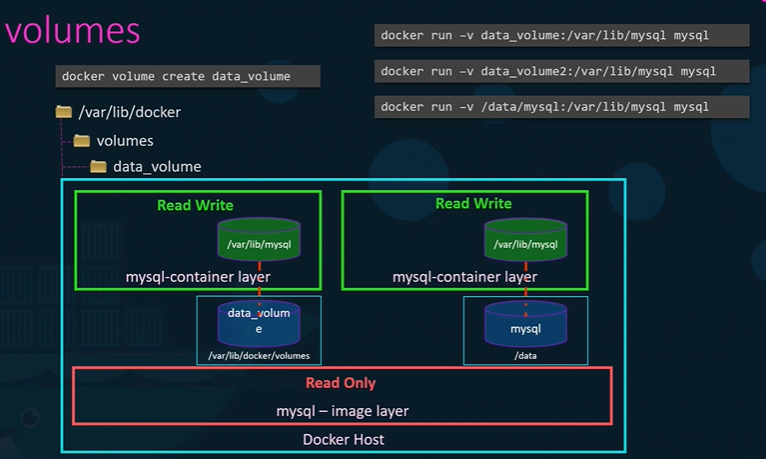 volumes
docker volume create data_volume
/var/lib/docker
volumes
data_volume
docker run –v data_volume:/var/lib/mysql mysql
docker run –v data_volume2:/var/lib/mysql mysql
docker run –v /data/mysql:/var/lib/mysql mysql
Read Write
/var/lib/mysql
mysql-container layer
data_volum
e
/var/lib/docker/volumes
Read Write
/var/lib/mysql
mysql-container layer
mysql
/data
Read Only
mysql – image layer
Docker Host